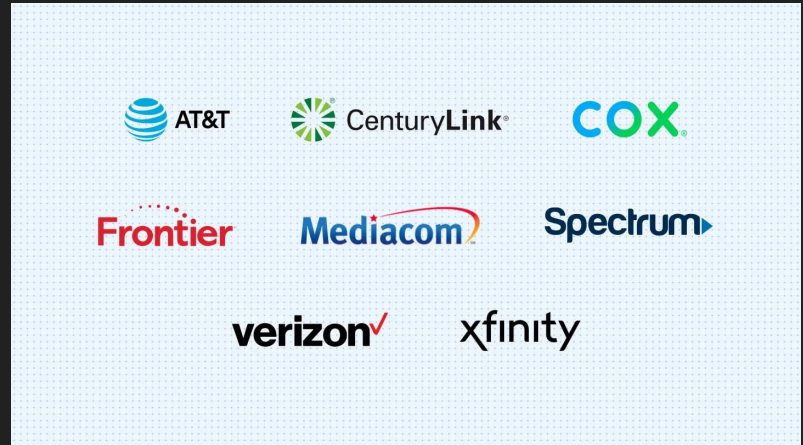 AT&T CenturyLink® COX®
Frontier Mediacom Spectrum
verizon xfinity